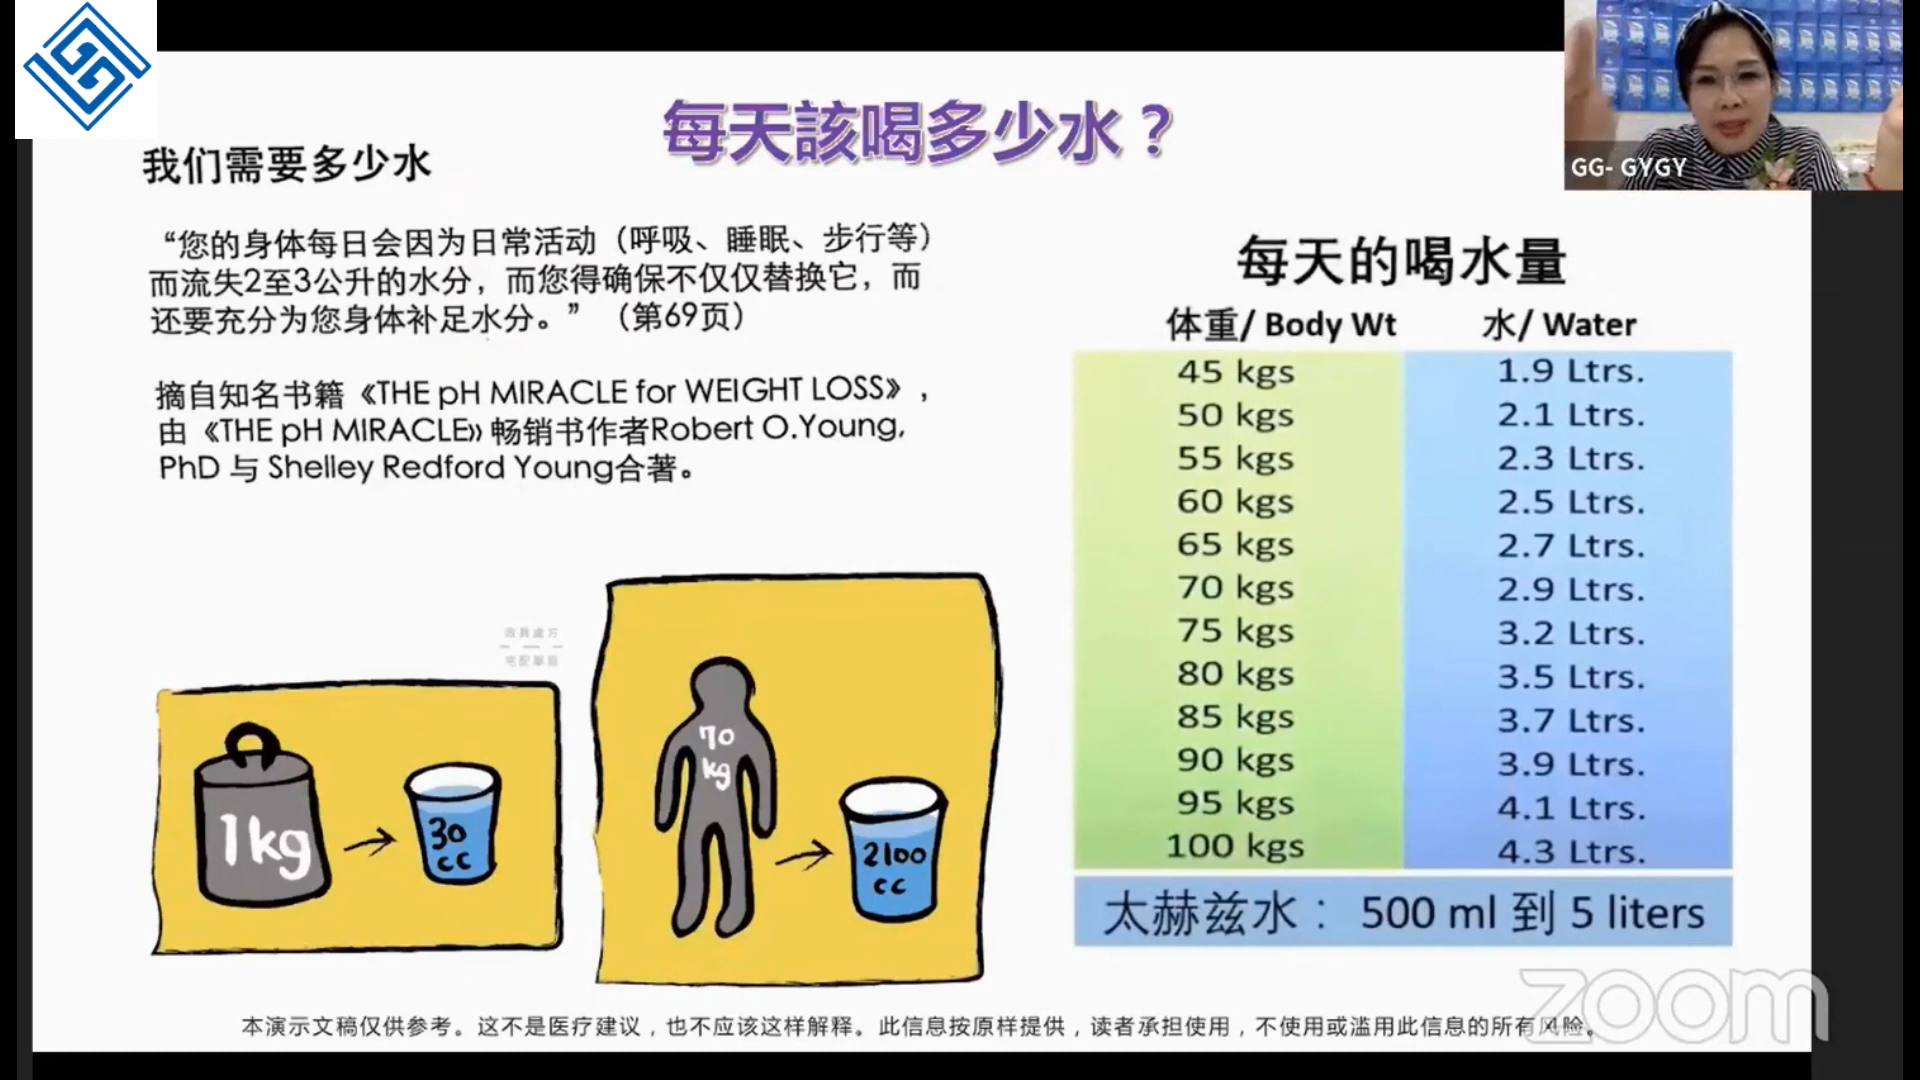 每天該喝多少水？
我们需要多少水
“您的身体每日会因为日常活动（呼吸、睡眠、步行等）
而流失2至3公升的水分，而您得确保不仅仅替换它，而
还要充分为您身体补足水分。”（第69页）
摘自知名书籍《THE pH MIRACLE for WEIGHT LOSS》，
由《THE pH MIRACLE》畅销书作者Robert O.Young,
PhD 与 Shelley Redford Young合著。
1kg
30
cc
70
kg
2100
cc
每天的喝水量
体重/ Body Wt 水/ Water
45 kgs 1.9 Ltrs.
50 kgs 2.1 Ltrs.
55 kgs 2.3 Ltrs.
60 kgs 2.5 Ltrs.
65 kgs 2.7 Ltrs.
70 kgs 2.9 Ltrs.
75 kgs 3.2 Ltrs.
80 kgs 3.5 Ltrs.
85 kgs 3.7 Ltrs.
90 kgs 3.9 Ltrs.
95 kgs 4.1 Ltrs.
100 kgs 4.3 Ltrs.
太赫兹水： 500 ml 到 5 liters
本演示文稿仅供参考。这不是医疗建议，也不应该这样解释。此信息按原样提供，读者承担使用，不使用或滥用此信息的所有风险。
GG- GYGY
zoom